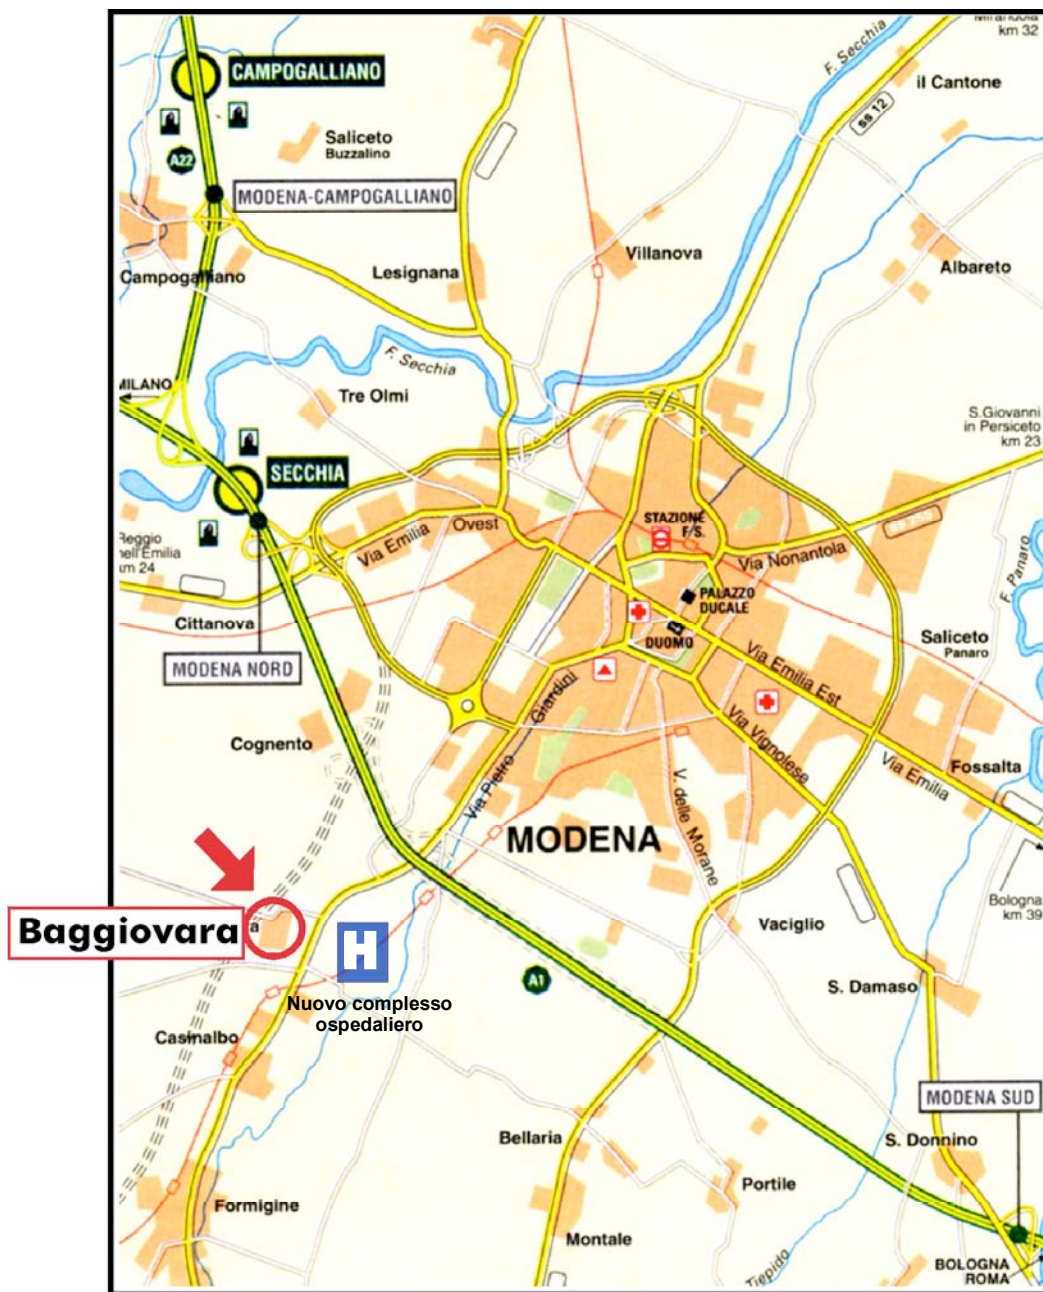 Mirandola
km 32
CAMPOGALLIANO
F. Secchia
il Cantone
ss 12
Saliceto
Buzzalino
A22
MODENA-CAMPOGALLIANO
Villanova
Lesignana
Albareto
Campogalliano
F. Secchia
MILANO
Tre Olmi
S.Giovanni
in Persiceto
km 23
SECCHIA
STAZIONE
F/S.
Via Emilia
Ovest
Reggio
nell'Emilia
km 24
Via Nonantola
F. Panaro
PALAZZO
DUCALE
Cittanova
DUOMO
Saliceto
Panaro
MODENA NORD
Via Emilia Est
Via Pietro Giardini
Via Vignolese
Cognento
Via Emilia
Fossalta
V. delle Morane
MODENA
Bologna
km 39
Baggiovara
a
Vaciglio
H
A1
S. Damaso
Nuovo complesso
ospedaliero
Casinalbo
MODENA SUD
Bellaria
S. Donnino
Portile
Formigine
Montale
Tiepido
BOLOGNA
ROMA